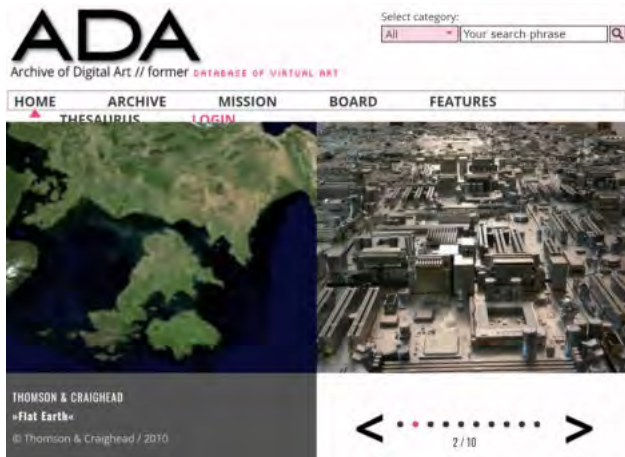 ADA
Select category:
All Your search phrase
Archive of Digital Art // former DATABASE OF VIRTUAL ART
HOME ARCHIVE MISSION BOARD FEATURES
THESAURUS LOGIN
THOMSON & CRAIGHEAD
»Flat Earth«
© Thomson & Craighead / 2010
< >
2 / 10